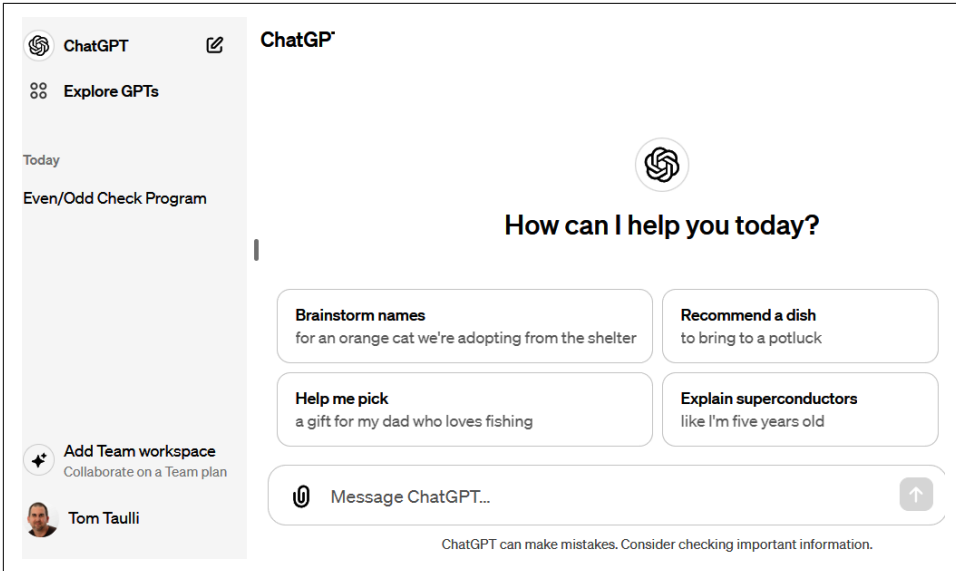 ChatGPT
Explore GPTs
Today
Even/Odd Check Program
Add Team workspace
Collaborate on a Team plan
Tom Taulli
ChatGP
How can I help you today?
Brainstorm names
for an orange cat we're adopting from the shelter
Recommend a dish
to bring to a potluck
Help me pick
a gift for my dad who loves fishing
Explain superconductors
like I'm five years old
Message ChatGPT...
ChatGPT can make mistakes. Consider checking important information.